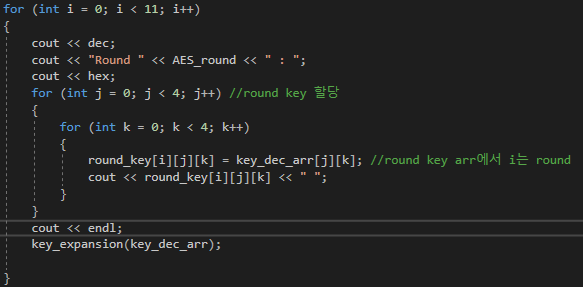 for (int i = 0; i < 11; i++)
{
    cout << dec;
    cout << "Round " << AES_round << " : ";
    cout << hex;
    for (int j = 0; j < 4; j++) //round key 할당
    {
        for (int k = 0; k < 4; k++)
        {
            round_key[i][j][k] = key_dec_arr[j][k]; //round key arr에서 i는 round
            cout << round_key[i][j][k] << " ";
        }
    }
    cout << endl;
    key_expansion(key_dec_arr);
}